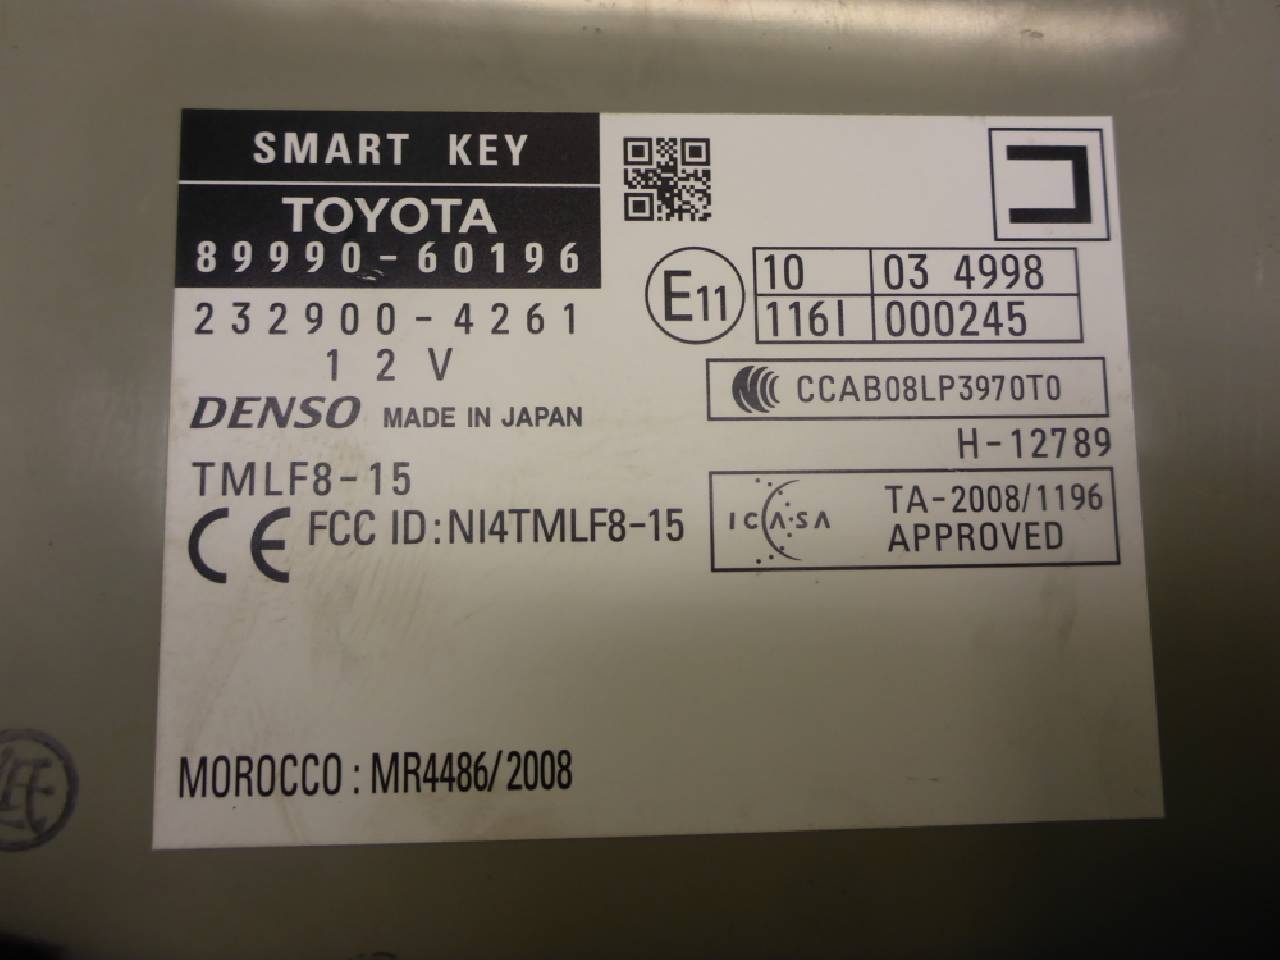 SMART KEY
TOYOTA
89990-60196
232900-4261
12V
DENSO MADE IN JAPAN
TMLF8-15
CE FCC ID:NI4TMLF8-15
E11
10 03 4998
116I 000245
CCAB08LP3970T0
H-12789
ICASA TA-2008/1196
APPROVED
MOROCCO : MR4486/2008